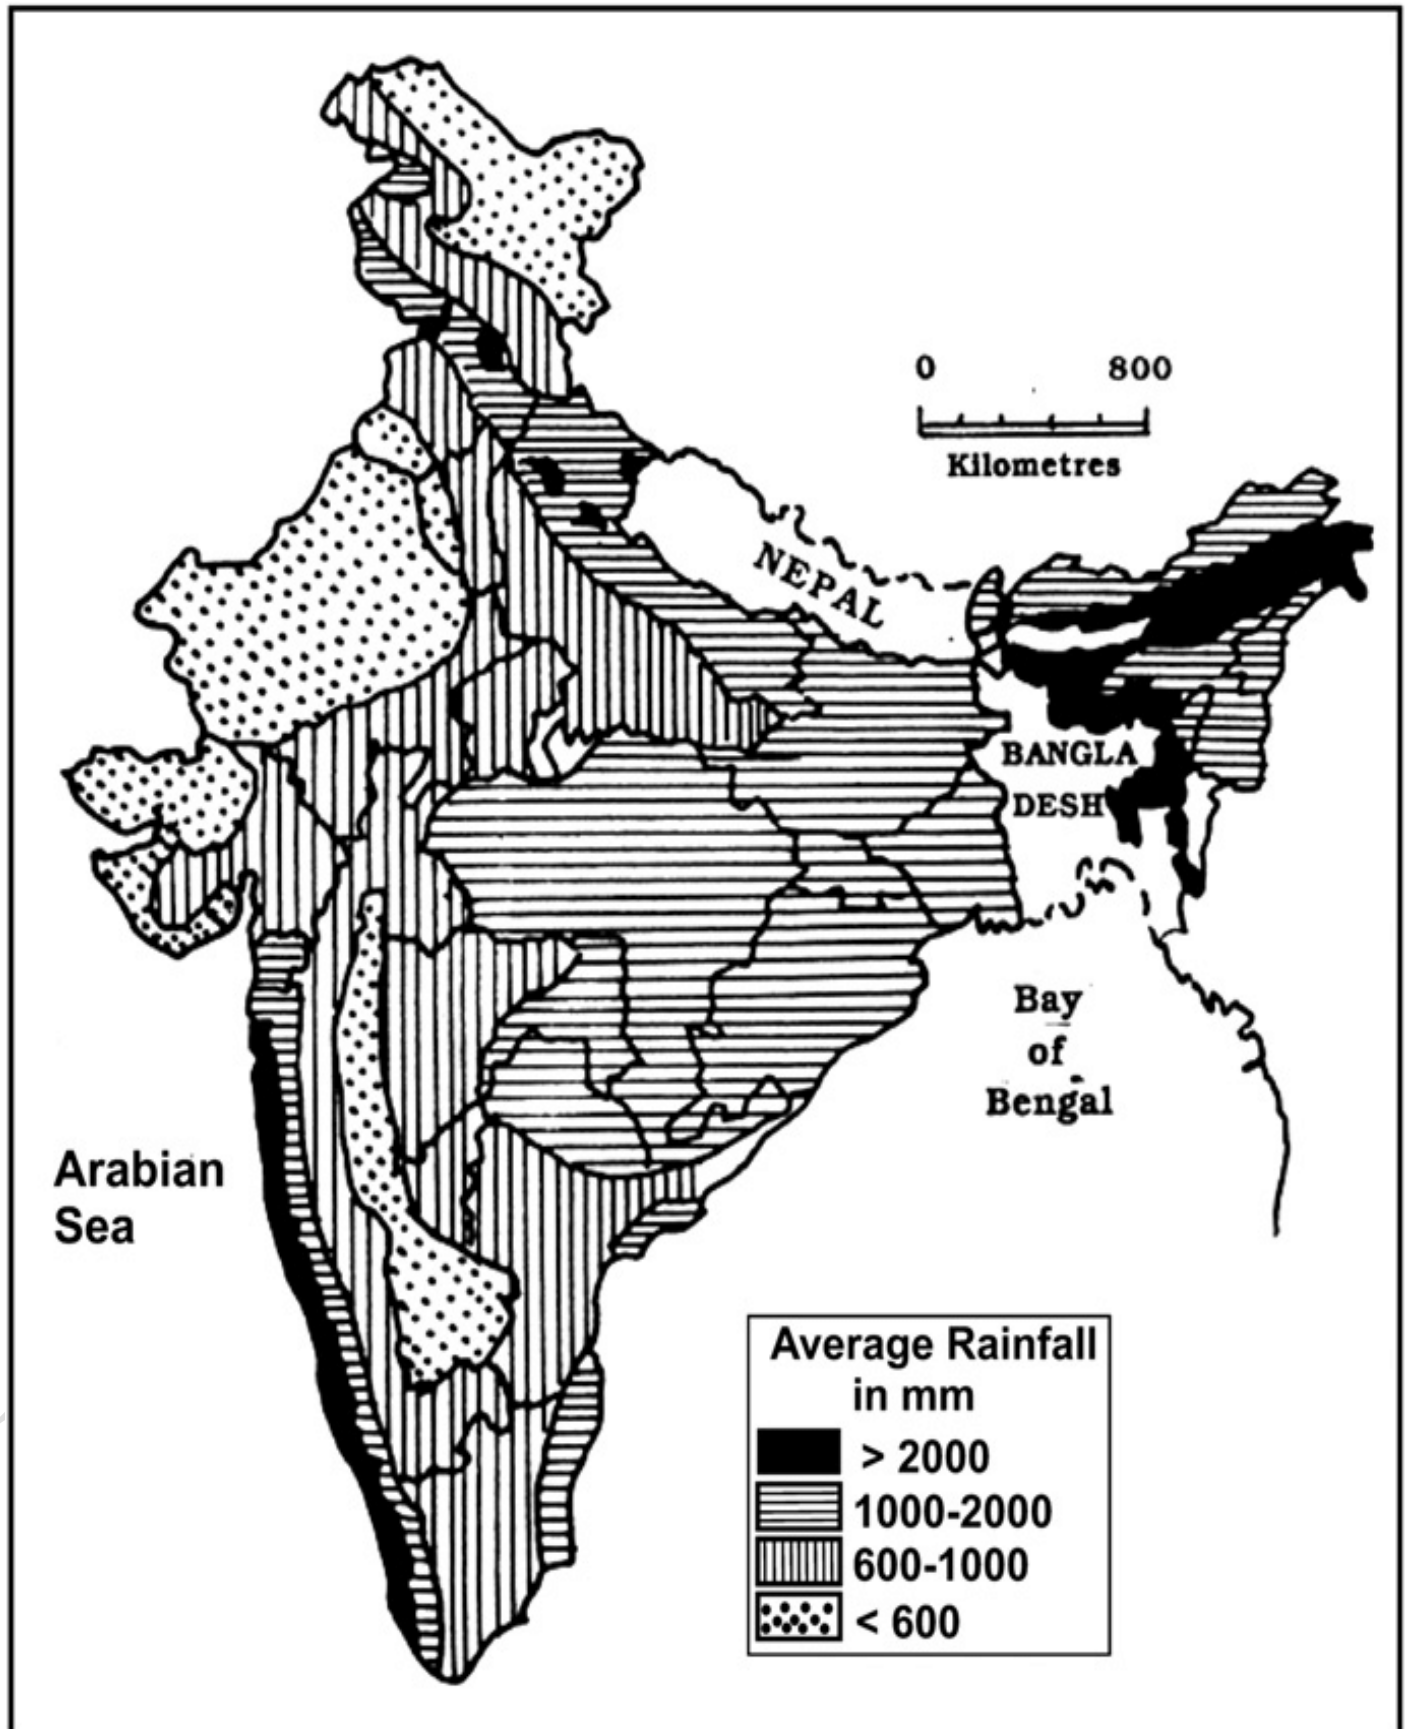 0 800
Kilometres
NEPAL
BANGLA
DESH
Bay
of
Bengal
Arabian
Sea
Average Rainfall
in mm
> 2000
1000-2000
600-1000
< 600